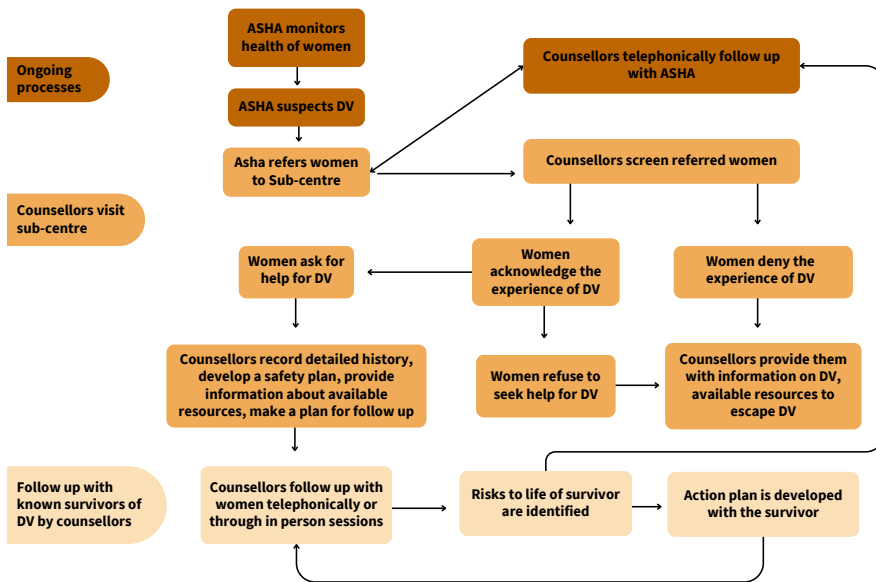 ASHA monitors
health of women
Counsellors telephonically follow up
with ASHA
Ongoing
processes
ASHA suspects DV
Asha refers women
to Sub-centre
Counsellors screen referred women
Counsellors visit
sub-centre
Women ask for
help for DV
Women
acknowledge the
experience of DV
Women deny the
experience of DV
Counsellors record detailed history,
develop a safety plan, provide
information about available
resources, make a plan for follow up
Women refuse to
seek help for DV
Counsellors provide them
with information on DV,
available resources to
escape DV
Follow up with
known survivors of
DV by counsellors
Counsellors follow up with
women telephonically or
through in person sessions
Risks to life of survivor
are identified
Action plan is developed
with the survivor